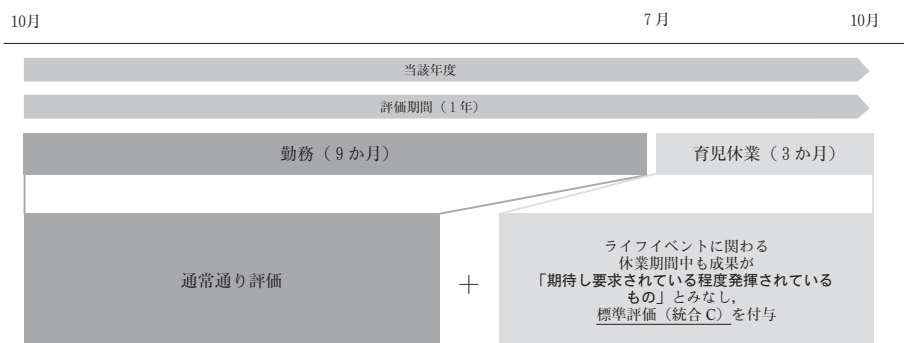 10月 7月 10月
当該年度
評価期間（1年）
勤務（9か月） 育児休業（3か月）
通常通り評価
+
ライフイベントに関わる
休業期間中も成果が
「期待し要求されている程度発揮されている
もの」とみなし，
標準評価（統合C）を付与